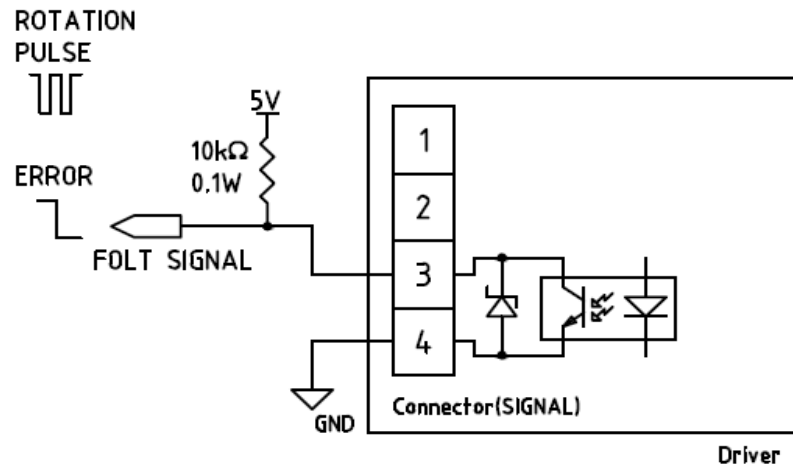 ROTATION
PULSE
5V
10kΩ
0.1W
ERROR
FOLT SIGNAL
1
2
3
4
GND
Connector(SIGNAL)
Driver